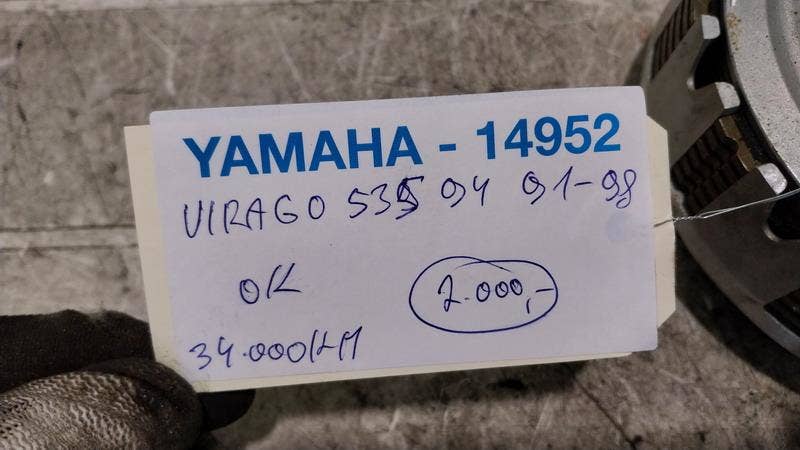 YAMAHA - 14952
VIRAGO 535 94 91-98
OK 2.000,-
34.000KM